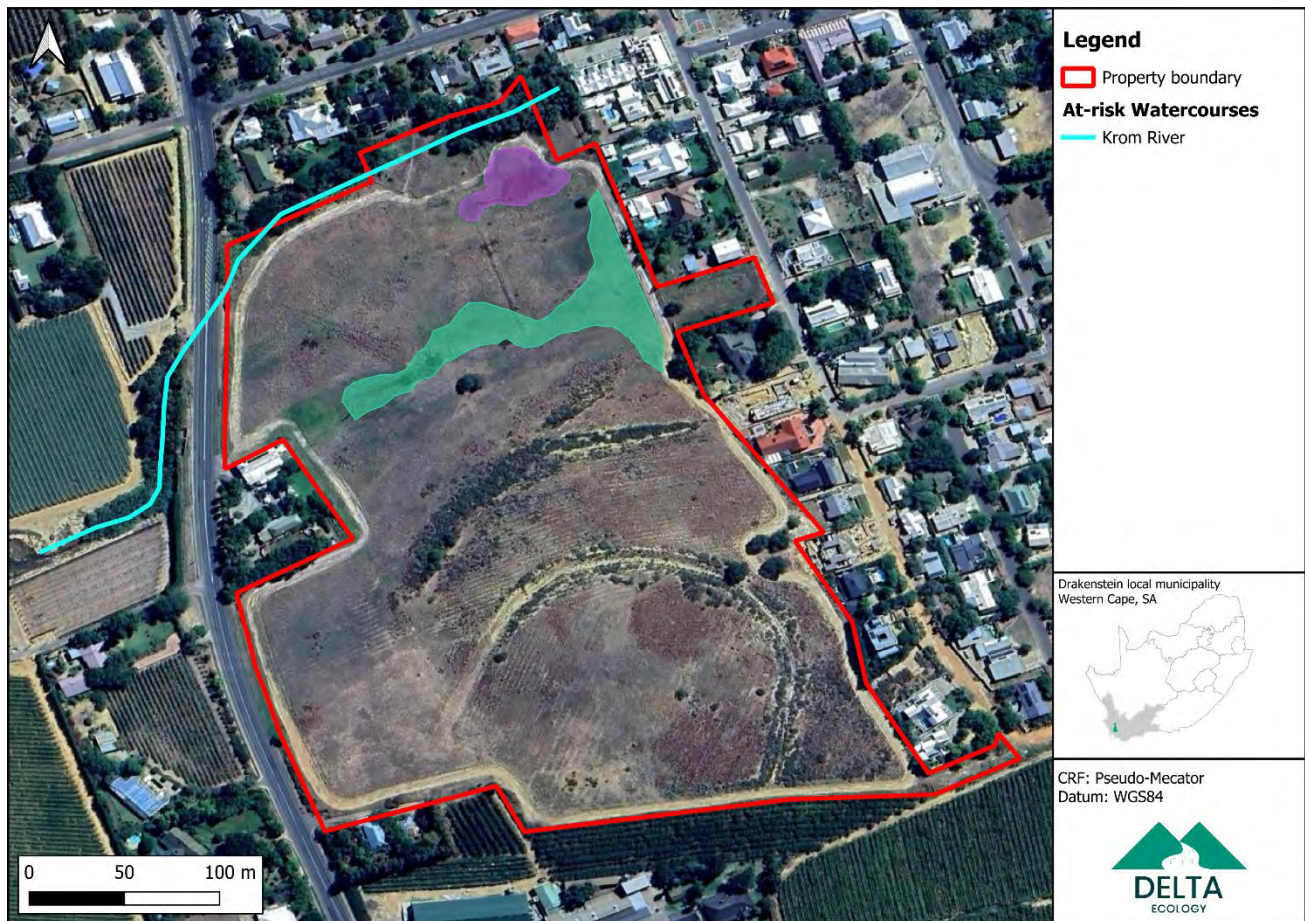 Legend
Property boundary
At-risk Watercourses
Krom River
Drakenstein local municipality
Western Cape, SA
CRF: Pseudo-Mecator
Datum: WGS84
DELTA
ECOLOGY
0 50 100 m